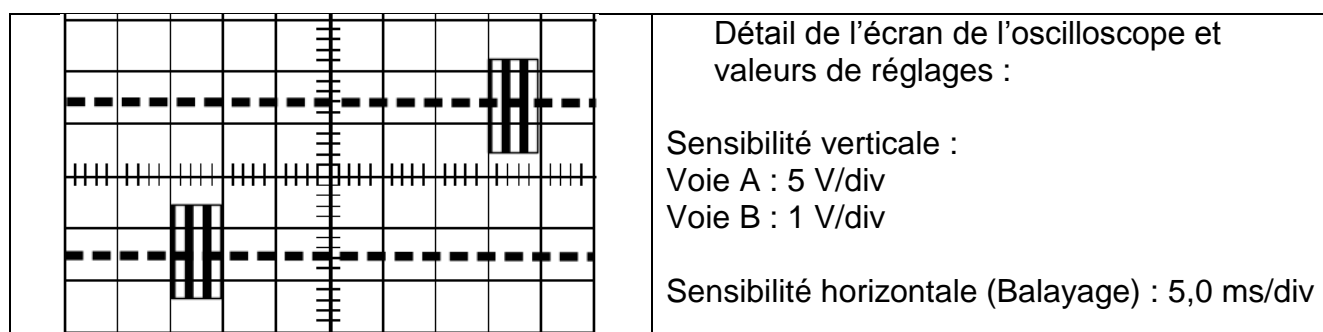 Détail de l’écran de l’oscilloscope et
valeurs de réglages :
Sensibilité verticale :
Voie A : 5 V/div
Voie B : 1 V/div
Sensibilité horizontale (Balayage) : 5,0 ms/div